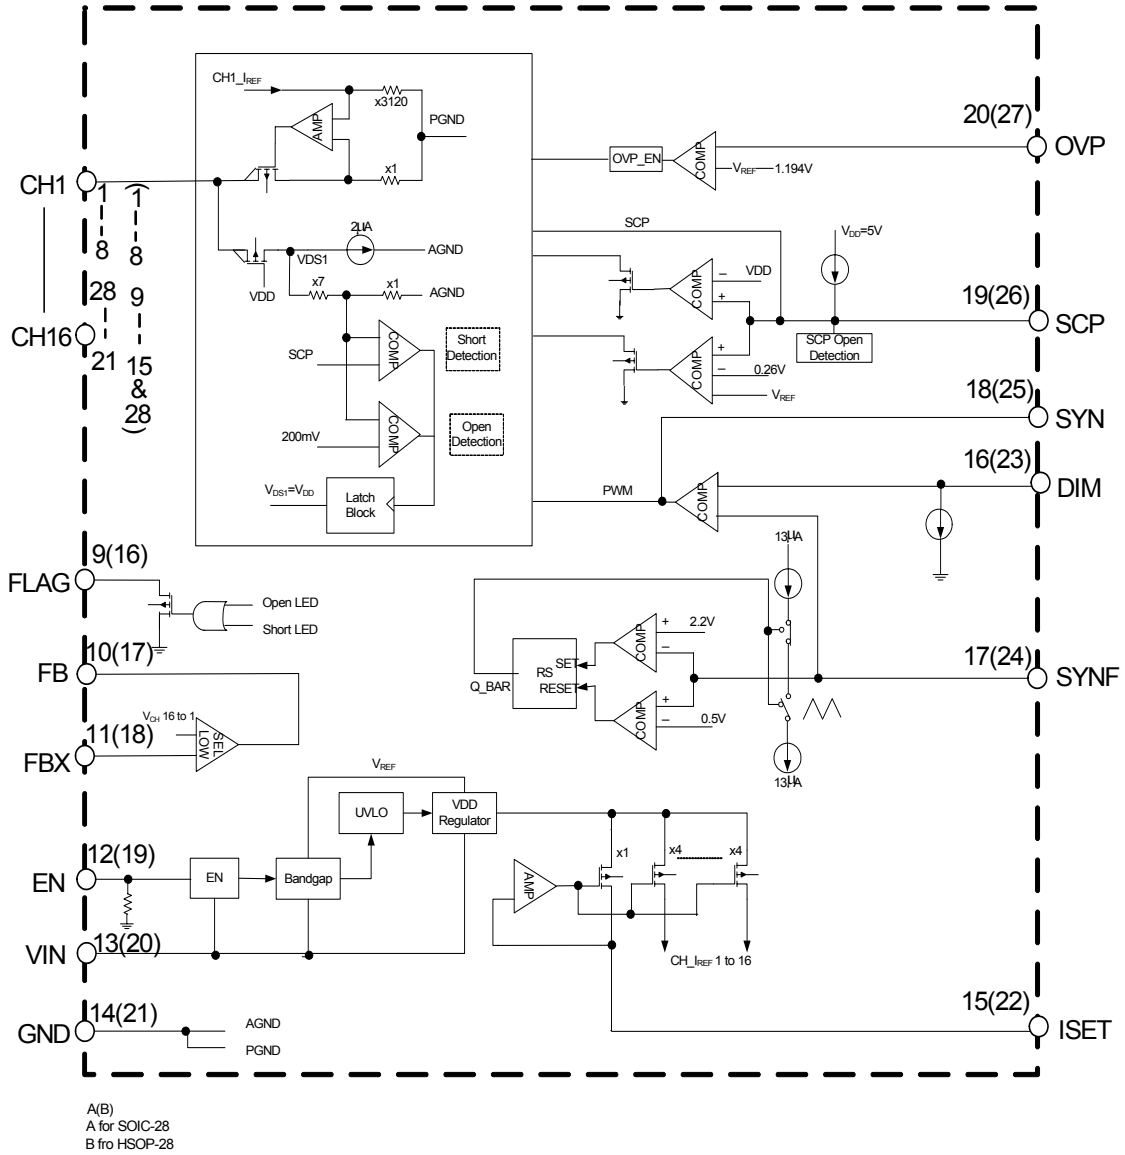 CH1_IREF
x3120
AMP
PGND
x1
CH1
1
8
(1
8
28
9
CH16
21
15
&
28
)
2µA
AGND
VDS1
VDD
x7
x1
AGND
COMP
Short
Detection
SCP
COMP
Open
Detection
200mV
VDS1=VDD
Latch
Block
20(27)
OVP
OVP_EN
COMP
VREF
1.194V
SCP
VDD=5V
COMP
–
VDD
+
19(26)
SCP
SCP Open
Detection
COMP
+
–
0.26V
VREF
18(25)
SYN
16(23)
DIM
PWM
COMP
13µA
9(16)
FLAG
Open LED
Short LED
10(17)
FB
VCH 16 to 1
SEL
LOW
11(18)
FBX
Q_BAR
RS
SET
RESET
COMP
+
2.2V
–
COMP
+
–
0.5V
17(24)
SYNF
13µA
VREF
UVLO
VDD
Regulator
12(19)
EN
EN
Bandgap
AMP
x1
x4
x4
CH_IREF 1 to 16
13(20)
VIN
14(21)
GND
AGND
PGND
15(22)
ISET
A(B)
A for SOIC-28
B fro HSOP-28